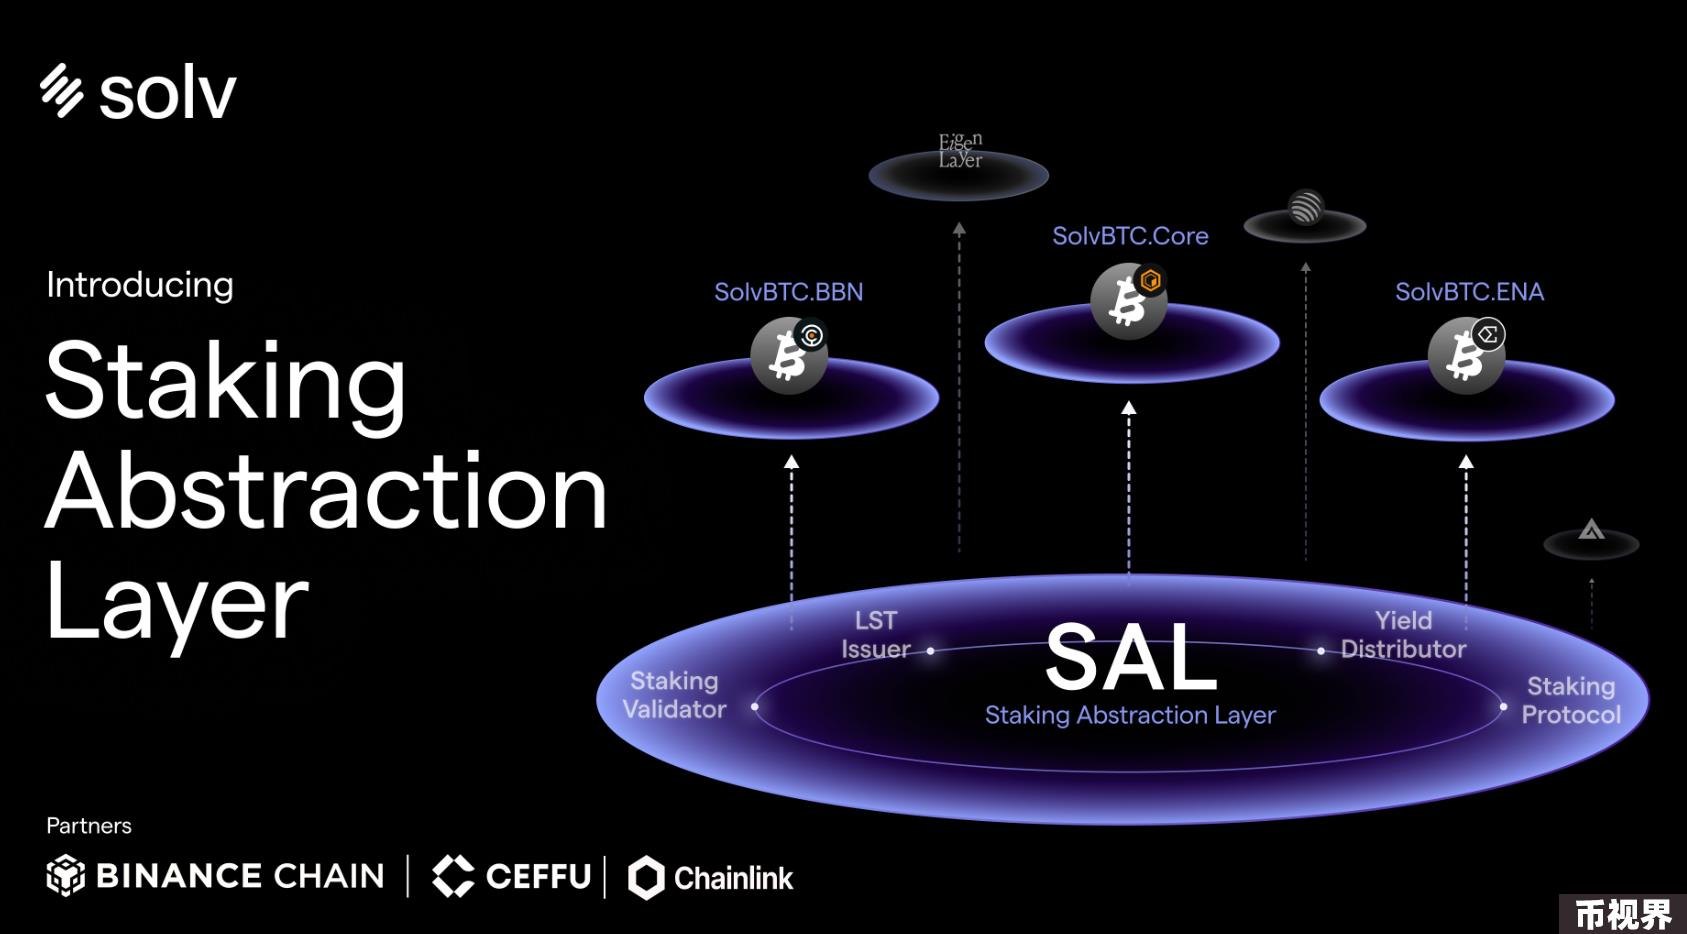 solv
Introducing
Staking
Abstraction
Layer
Eigen
Layer
SolvBTC.Core
SolvBTC.BBN
SolvBTC.ENA
LST
Issuer
Yield
Distributor
Staking
Validator
SAL
Staking Abstraction Layer
Staking
Protocol
Partners
BINANCE CHAIN
CEFFU
Chainlink
币视界